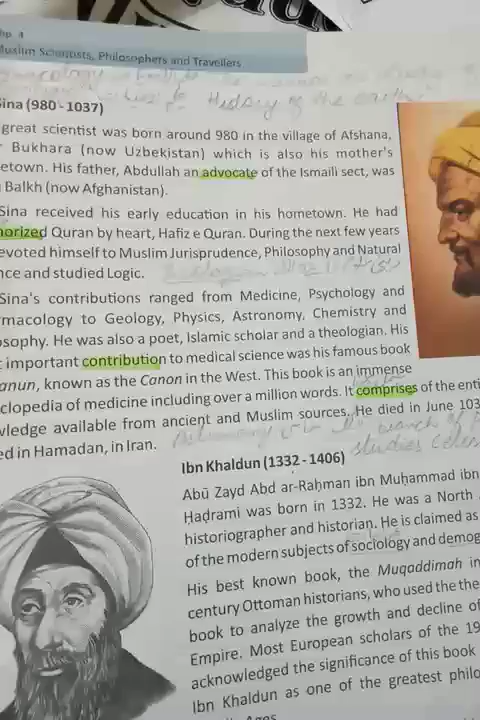 hp. 4
Muslim Scientists, Philosophers and Travellers
History of the earth
Sina (980 - 1037)
great scientist was born around 980 in the village of Afshana,
Bukhara (now Uzbekistan) which is also his mother's
etown. His father, Abdullah an advocate of the Ismaili sect, was
Balkh (now Afghanistan).
Sina received his early education in his hometown. He had
norized Quran by heart, Hafiz e Quran. During the next few years
evoted himself to Muslim Jurisprudence, Philosophy and Natural
nce and studied Logic.
Sina's contributions ranged from Medicine, Psychology and
rmacology to Geology, Physics, Astronomy, Chemistry and
osophy. He was also a poet, Islamic scholar and a theologian. His
t important contribution to medical science was his famous book
anun, known as the Canon in the West. This book is an immense
clopedia of medicine including over a million words. It comprises of the enti
wledge available from ancient and Muslim sources. He died in June 103
ed in Hamadan, in Iran.
studies
Ibn Khaldun (1332 - 1406)
Abū Zayd Abd ar-Raḥman ibn Muḥammad ibn
Ḥaḍrami was born in 1332. He was a North
historiographer and historian. He is claimed as
of the modern subjects of sociology and demog
His best known book, the Muqaddimah in
century Ottoman historians, who used the the
book to analyze the growth and decline of
Empire. Most European scholars of the 19
acknowledged the significance of this book
Ibn Khaldun as one of the greatest philo
Ages